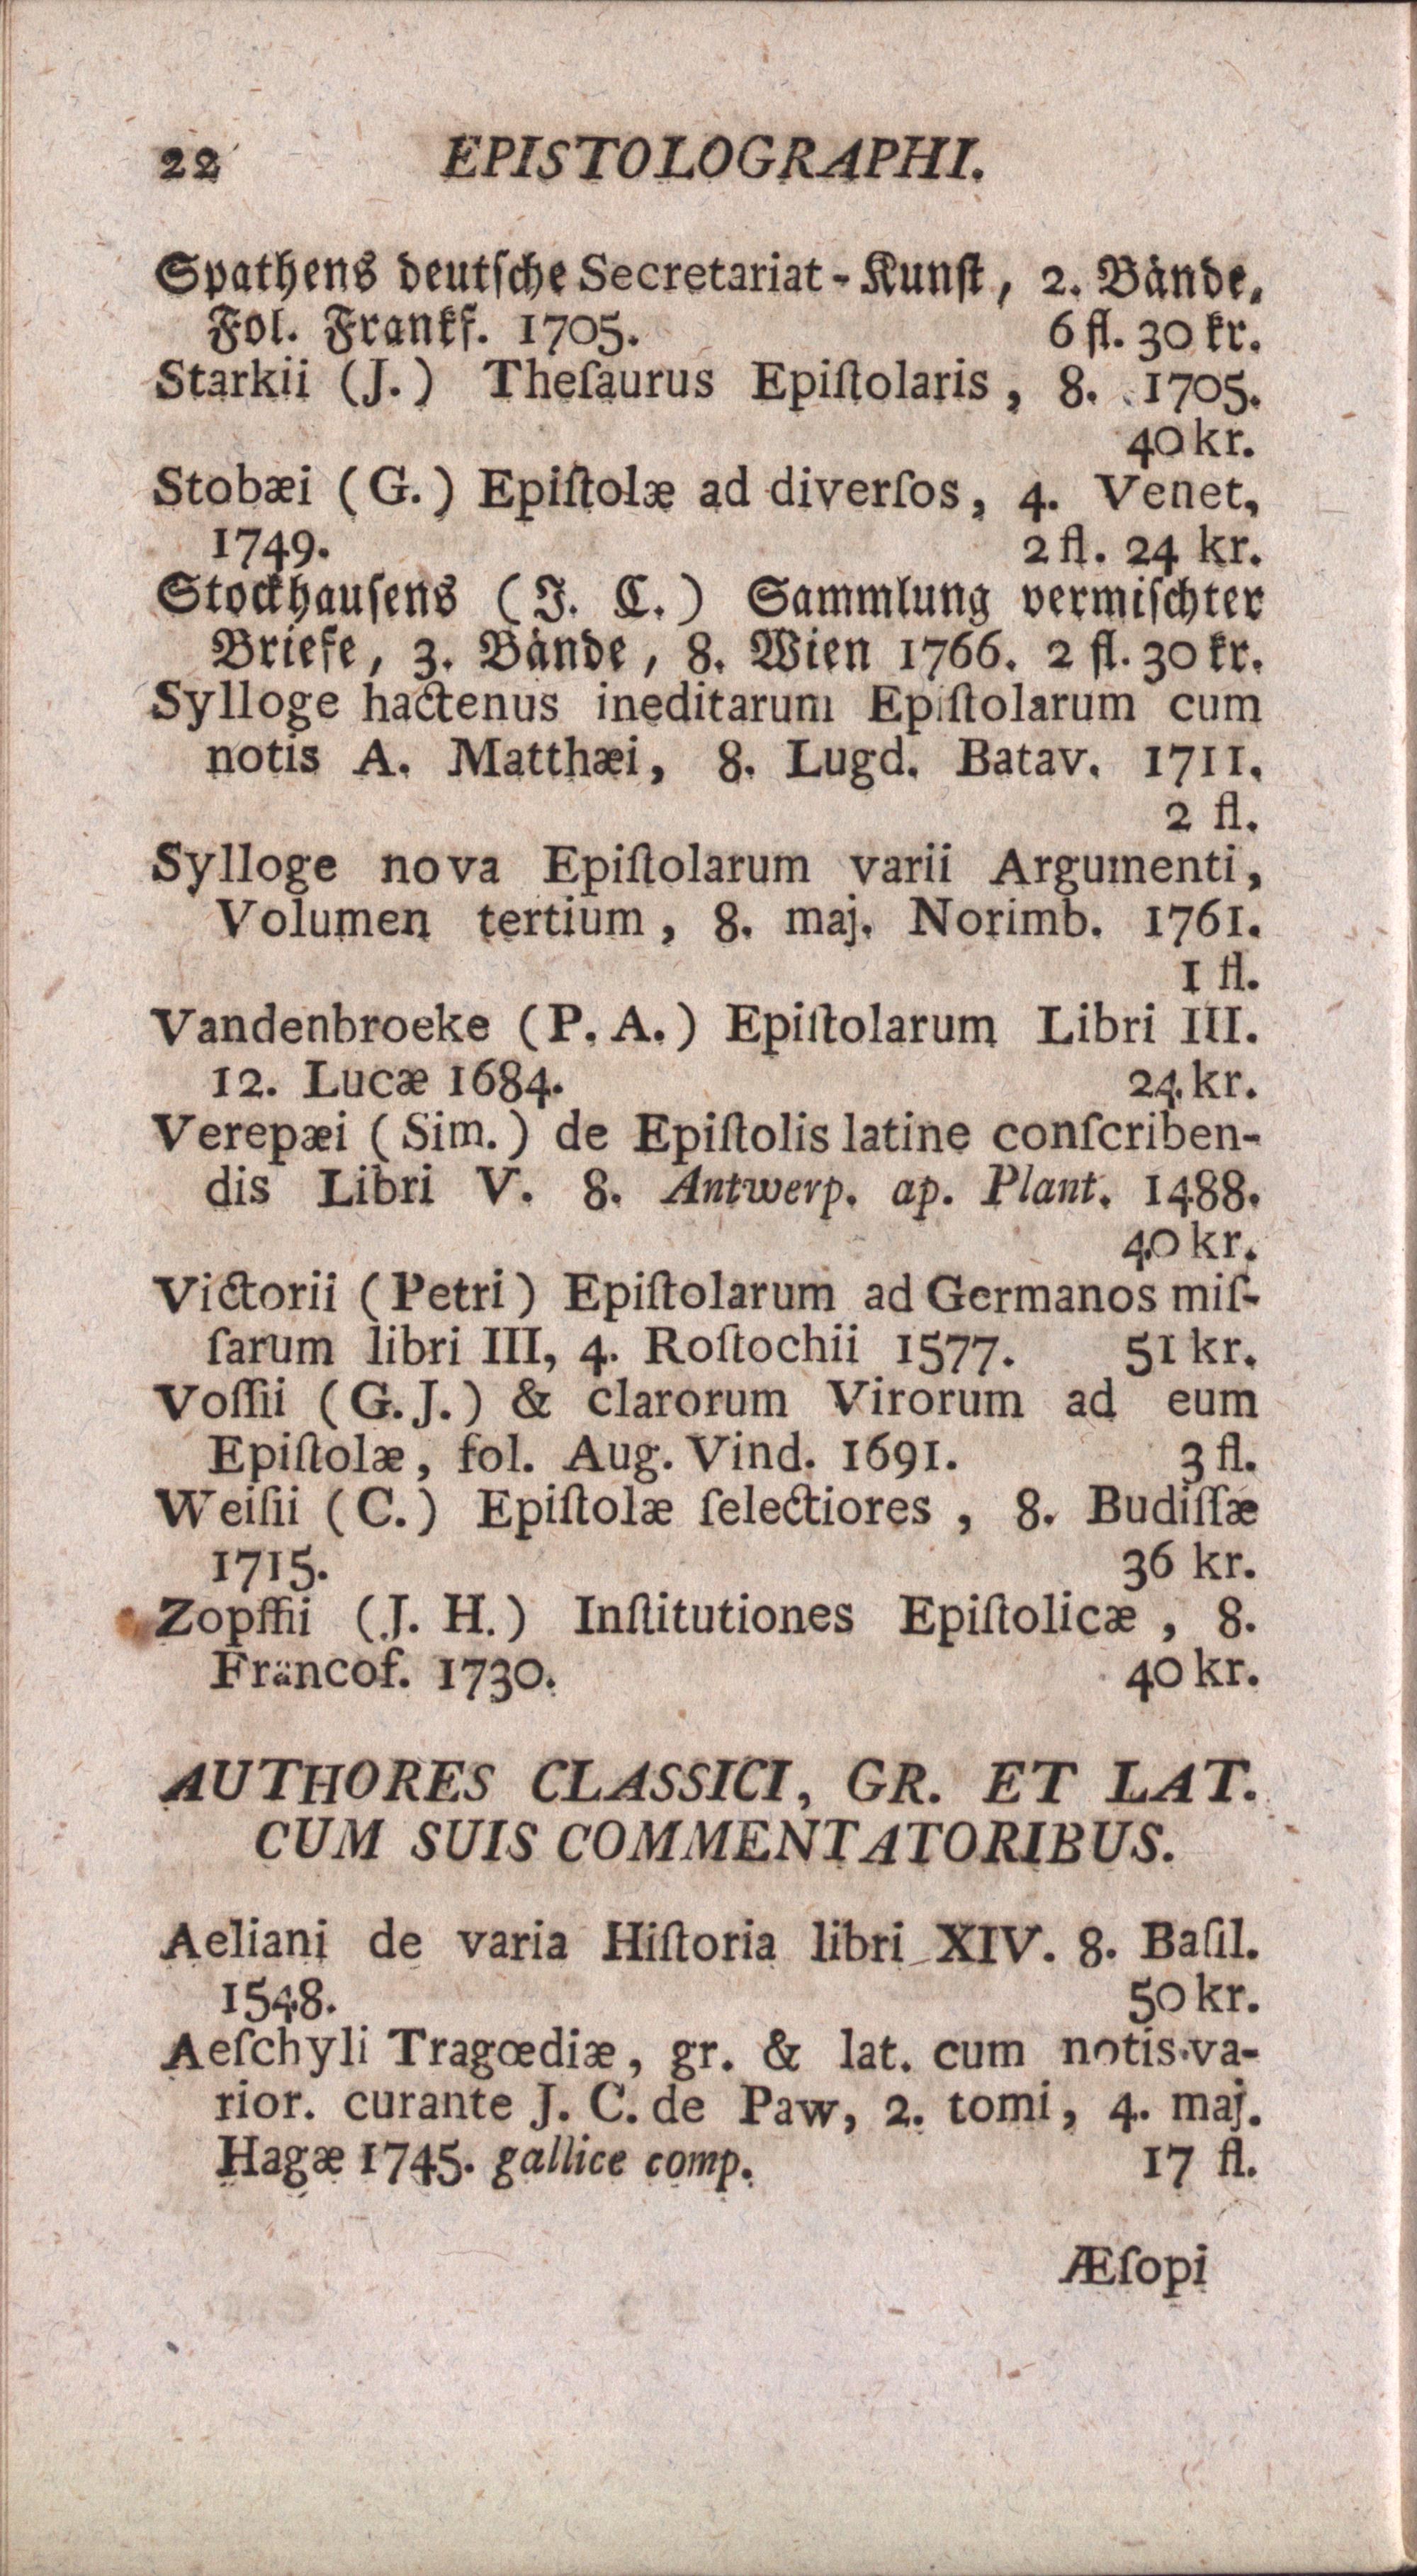 22 EPISTOLOGRAPHI.
Spathens deutſche Secretariat-Kunſt, 2. Bände,
Fol. Frankf. 1705. 6 fl. 30 kr.
Starkii (J.) Theſaurus Epiſtolaris, 8. 1705.
40 kr.
Stobæi (G.) Epiſtolæ ad diverſos, 4. Venet,
1749. 2 fl. 24 kr.
Stockhauſens (J. C.) Sammlung vermiſchter
Briefe, 3. Bände, 8. Wien 1766. 2 fl. 30 kr.
Sylloge hactenus ineditarum Epiſtolarum cum
notis A. Matthæi, 8. Lugd. Batav. 1711.
2 fl.
Sylloge nova Epiſtolarum varii Argumenti,
Volumen tertium, 8. maj. Norimb. 1761.
1 fl.
Vandenbroeke (P. A.) Epiſtolarum Libri III.
12. Lucæ 1684. 24. kr.
Verepæi (Sim.) de Epiſtolis latine conſcriben-
dis Libri V. 8. Antwerp. ap. Plant. 1488.
40 kr.
Victorii (Petri) Epiſtolarum ad Germanos miſ-
ſarum libri III, 4. Roſtochii 1577. 51 kr.
Voſſii (G. J.) & clarorum Virorum ad eum
Epiſtolæ, fol. Aug. Vind. 1691. 3 fl.
Weiſii (C.) Epiſtolæ ſelectiores, 8. Budiſſæ
1715. 36 kr.
Zopffii (J. H.) Inſtitutiones Epiſtolicæ, 8.
Francof. 1730. 40 kr.
AUTHORES CLASSICI, GR. ET LAT.
CUM SUIS COMMENTATORIBUS.
Aeliani de varia Hiſtoria libri XIV. 8. Baſil.
1548. 50 kr.
Aeſchyli Tragœdiæ, gr. & lat. cum notis va-
rior. curante J. C. de Paw, 2. tomi, 4. maj.
Hagæ 1745. gallice comp. 17 fl.
Æſopi